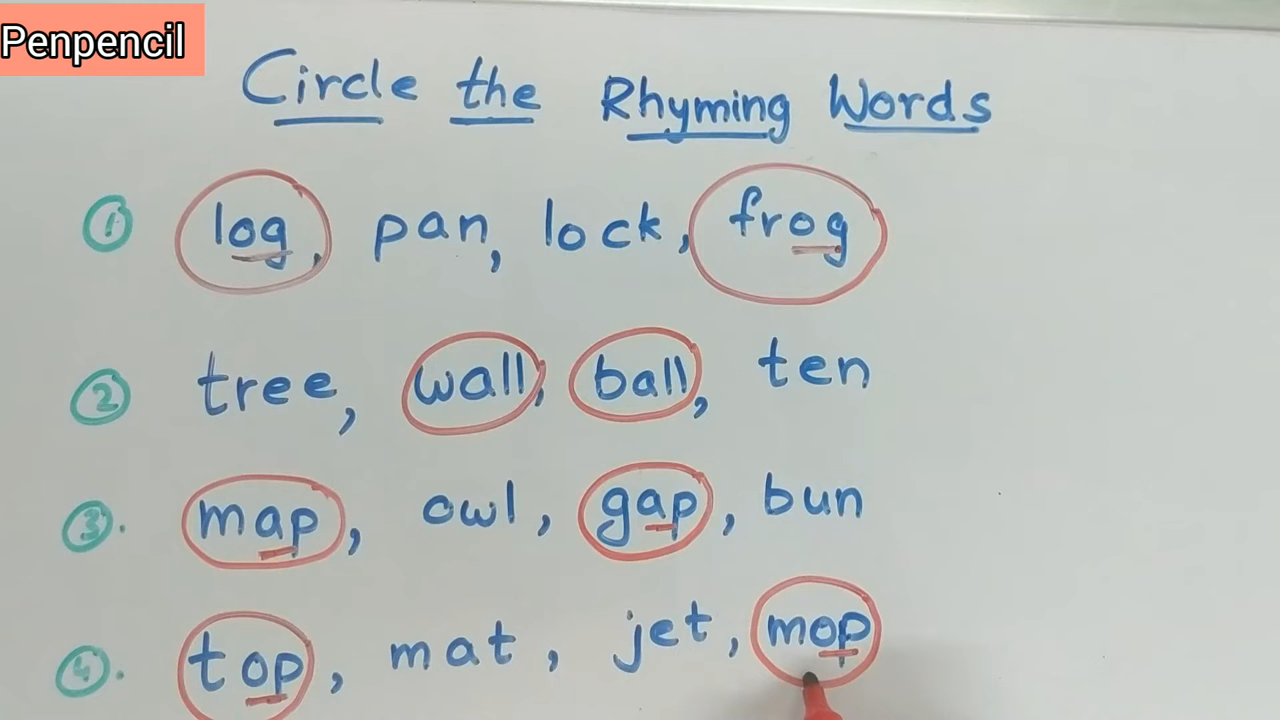 Penpencil
Circle the Rhyming Words
① log, pan, lock, frog
② tree, wall, ball, ten
③. map, owl, gap, bun
④. top, mat, jet, mop